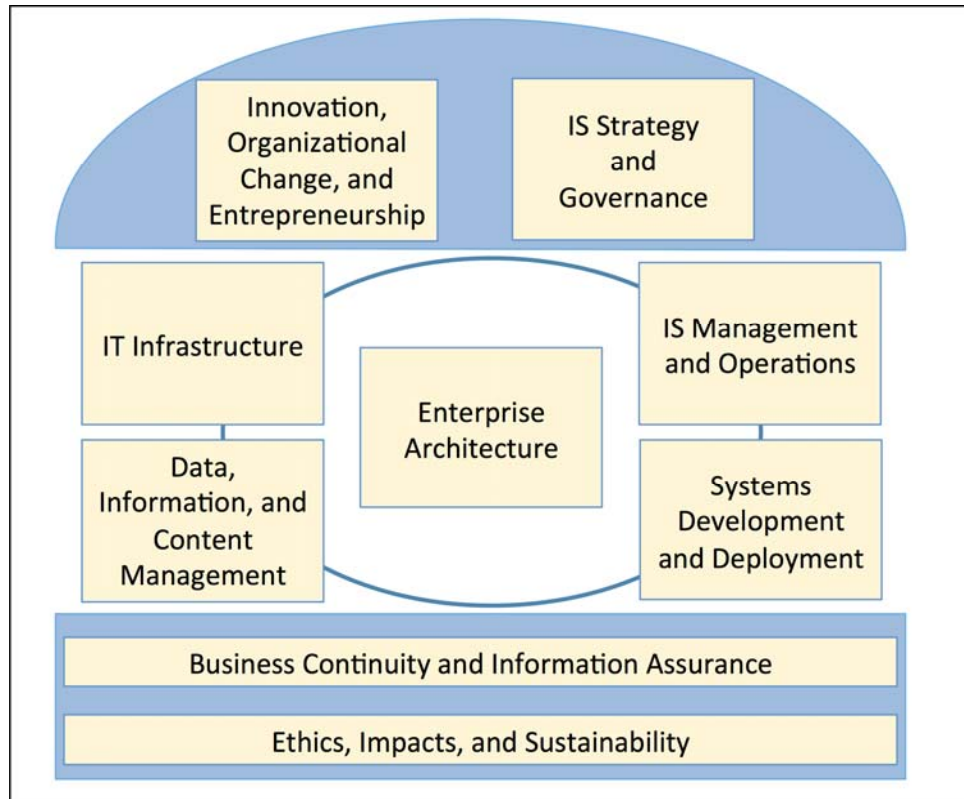 Innovation,
Organizational
Change, and
Entrepreneurship
IS Strategy
and
Governance
IT Infrastructure
IS Management
and Operations
Enterprise
Architecture
Data,
Information, and
Content
Management
Systems
Development
and Deployment
Business Continuity and Information Assurance
Ethics, Impacts, and Sustainability